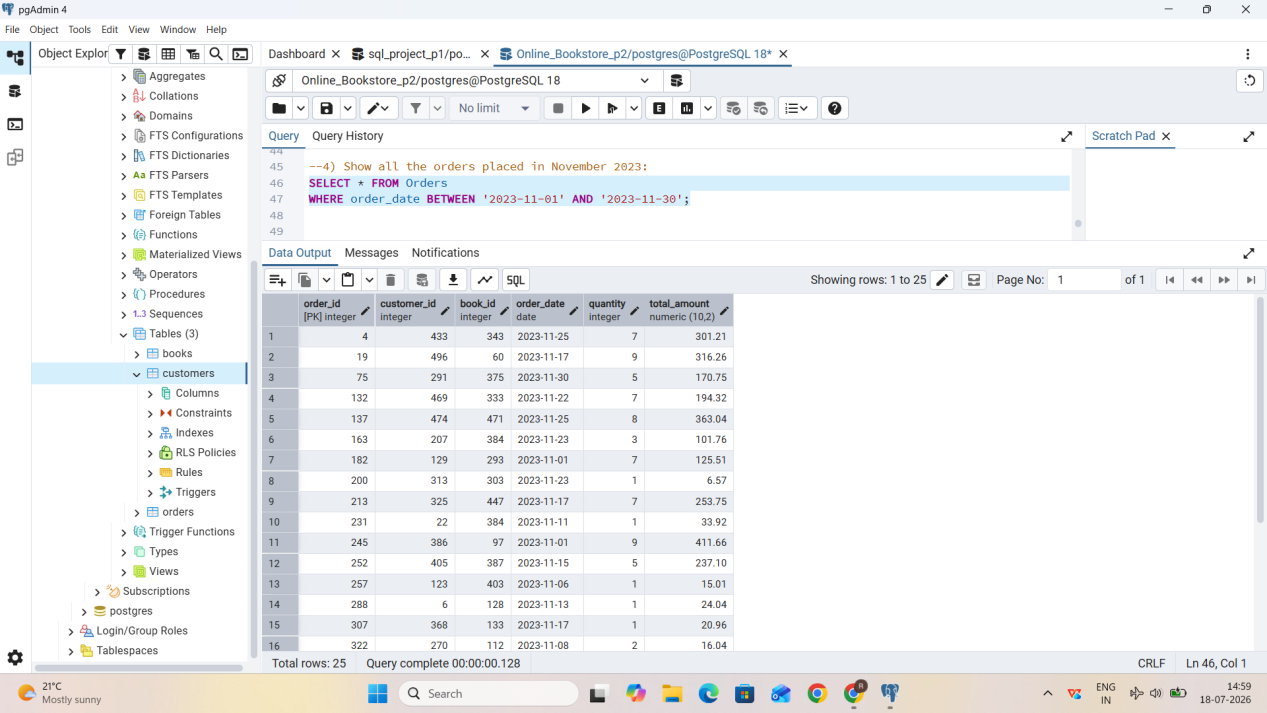 pgAdmin 4
File Object Tools Edit View Window Help
Object Explor
Dashboard sql_project_p1/po... Online_Bookstore_p2/postgres@PostgreSQL 18*
Online_Bookstore_p2/postgres@PostgreSQL 18
No limit
Query Query History
Scratch Pad
Aggregates
Collations
Domains
FTS Configurations
FTS Dictionaries
FTS Parsers
FTS Templates
Foreign Tables
Functions
Materialized Views
Operators
Procedures
1..3 Sequences
Tables (3)
books
customers
Columns
Constraints
Indexes
RLS Policies
Rules
Triggers
orders
Trigger Functions
Types
Views
Subscriptions
postgres
Login/Group Roles
Tablespaces
44
45 --4) Show all the orders placed in November 2023:
46 SELECT * FROM Orders
47 WHERE order_date BETWEEN '2023-11-01' AND '2023-11-30';
48
49
Data Output Messages Notifications
SQL Showing rows: 1 to 25 Page No: 1 of 1
order_id customer_id book_id order_date quantity total_amount
[PK] integer integer integer date integer numeric (10,2)
1 4 433 343 2023-11-25 7 301.21
2 19 496 60 2023-11-17 9 316.26
3 75 291 375 2023-11-30 5 170.75
4 132 469 333 2023-11-22 7 194.32
5 137 474 471 2023-11-25 8 363.04
6 163 207 384 2023-11-23 3 101.76
7 182 129 293 2023-11-01 7 125.51
8 200 313 303 2023-11-23 1 6.57
9 213 325 447 2023-11-17 7 253.75
10 231 22 384 2023-11-11 1 33.92
11 245 386 97 2023-11-01 9 411.66
12 252 405 387 2023-11-15 5 237.10
13 257 123 403 2023-11-06 1 15.01
14 288 6 128 2023-11-13 1 24.04
15 307 368 133 2023-11-17 1 20.96
16 322 270 112 2023-11-08 2 16.04
Total rows: 25 Query complete 00:00:00.128 CRLF Ln 46, Col 1
21°C
Mostly sunny
Search
ENG
IN
14:59
18-07-2026